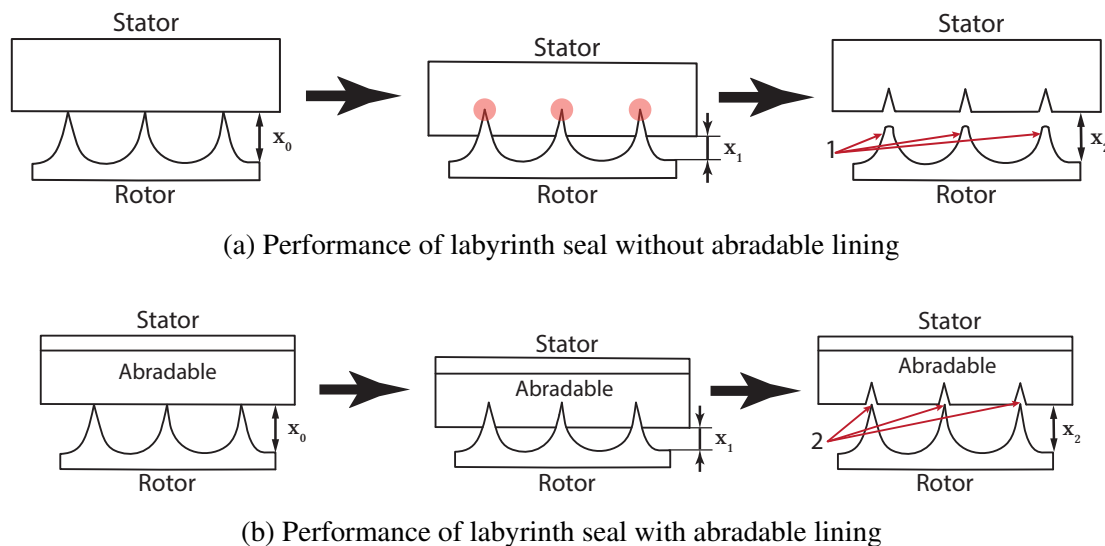 Stator
Stator
Stator
x₀
x₁
1
x₂
Rotor
Rotor
Rotor
(a) Performance of labyrinth seal without abradable lining
Stator
Stator
Stator
Abradable
Abradable
Abradable
x₀
x₁
2
x₂
Rotor
Rotor
Rotor
(b) Performance of labyrinth seal with abradable lining